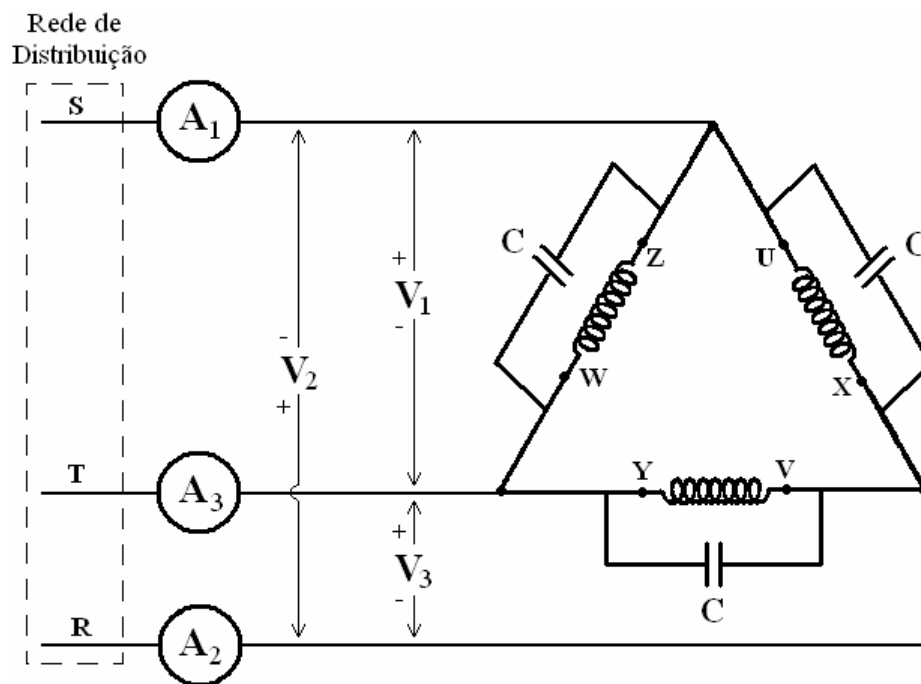 Rede de
Distribuição
S
A1
T
A3
R
A2
+
V1
-
-
V2
+
+
V3
-
C
Z
W
U
X
C
Y
V
C